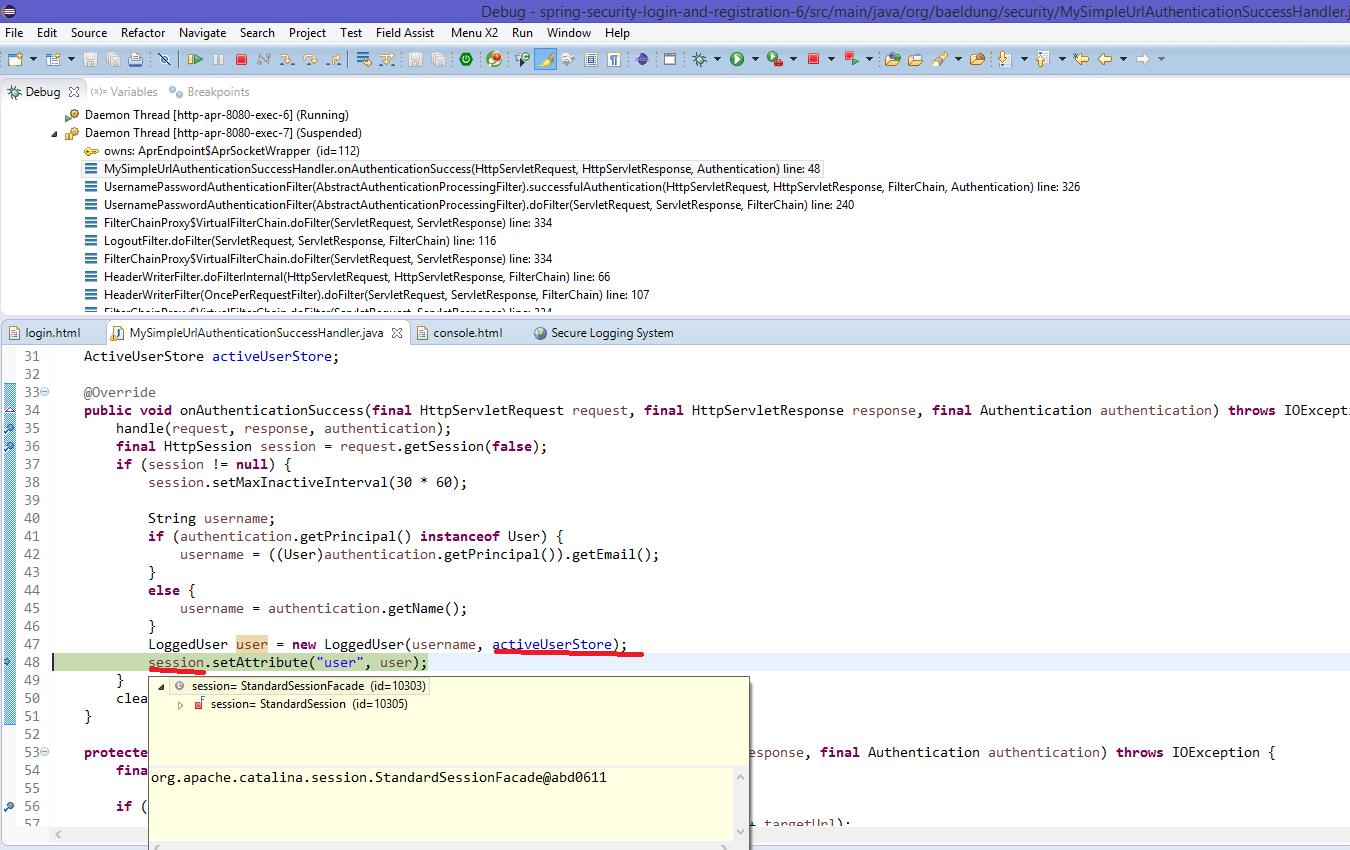 Debug - spring-security-login-and-registration-6/src/main/java/org/baeldung/security/MySimpleUrlAuthenticationSuccessHandler.j
File Edit Source Refactor Navigate Search Project Test Field Assist Menu X2 Run Window Help
Debug (x)= Variables Breakpoints
Daemon Thread [http-apr-8080-exec-6] (Running)
Daemon Thread [http-apr-8080-exec-7] (Suspended)
owns: AprEndpoint$AprSocketWrapper (id=112)
MySimpleUrlAuthenticationSuccessHandler.onAuthenticationSuccess(HttpServletRequest, HttpServletResponse, Authentication) line: 48
UsernamePasswordAuthenticationFilter(AbstractAuthenticationProcessingFilter).successfulAuthentication(HttpServletRequest, HttpServletResponse, FilterChain, Authentication) line: 326
UsernamePasswordAuthenticationFilter(AbstractAuthenticationProcessingFilter).doFilter(ServletRequest, ServletResponse, FilterChain) line: 240
FilterChainProxy$VirtualFilterChain.doFilter(ServletRequest, ServletResponse) line: 334
LogoutFilter.doFilter(ServletRequest, ServletResponse, FilterChain) line: 116
FilterChainProxy$VirtualFilterChain.doFilter(ServletRequest, ServletResponse) line: 334
HeaderWriterFilter.doFilterInternal(HttpServletRequest, HttpServletResponse, FilterChain) line: 66
HeaderWriterFilter(OncePerRequestFilter).doFilter(ServletRequest, ServletResponse, FilterChain) line: 107
FilterChainProxy$VirtualFilterChain.doFilter(ServletRequest, ServletResponse) line: 334
login.html MySimpleUrlAuthenticationSuccessHandler.java console.html Secure Logging System
31 ActiveUserStore activeUserStore;
32
33 @Override
34 public void onAuthenticationSuccess(final HttpServletRequest request, final HttpServletResponse response, final Authentication authentication) throws IOExcepti
35 handle(request, response, authentication);
36 final HttpSession session = request.getSession(false);
37 if (session != null) {
38 session.setMaxInactiveInterval(30 * 60);
39
40 String username;
41 if (authentication.getPrincipal() instanceof User) {
42 username = ((User)authentication.getPrincipal()).getEmail();
43 }
44 else {
45 username = authentication.getName();
46 }
47 LoggedUser user = new LoggedUser(username, activeUserStore);
48 session.setAttribute("user", user);
49 }
50 clea
51 }
52
53 protecte esponse, final Authentication authentication) throws IOException {
54 fina
55
56 if (
57 + targetUrl);
session= StandardSessionFacade (id=10303)
session= StandardSession (id=10305)
org.apache.catalina.session.StandardSessionFacade@abd0611